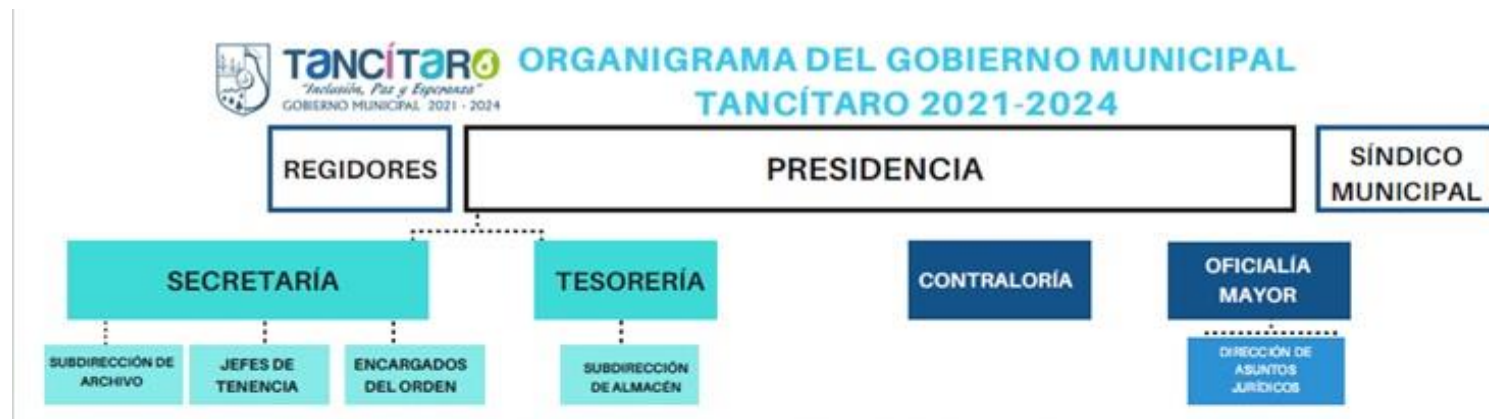 TANCÍTARO
"Inclusión, Paz y Esperanza"
GOBIERNO MUNICIPAL 2021 - 2024
ORGANIGRAMA DEL GOBIERNO MUNICIPAL
TANCÍTARO 2021-2024
REGIDORES
PRESIDENCIA
SÍNDICO
MUNICIPAL
SECRETARÍA
TESORERÍA
CONTRALORÍA
OFICIALÍA
MAYOR
SUBDIRECCIÓN DE
ARCHIVO
JEFES DE
TENENCIA
ENCARGADOS
DEL ORDEN
SUBDIRECCIÓN
DE ALMACÉN
DIRECCIÓN DE
ASUNTOS
JURÍDICOS